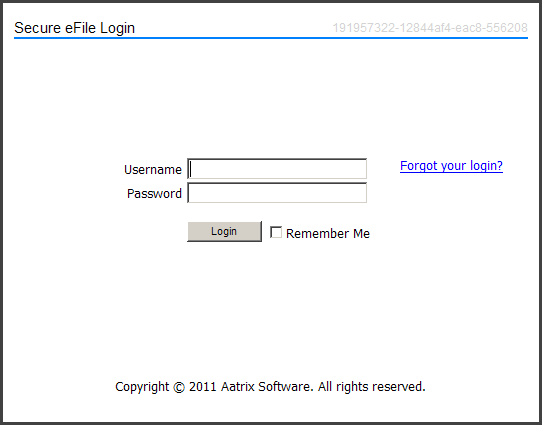 Secure eFile Login 191957322-12844af4-eac8-556208
Username
Forgot your login?
Password
Login Remember Me
Copyright © 2011 Aatrix Software. All rights reserved.